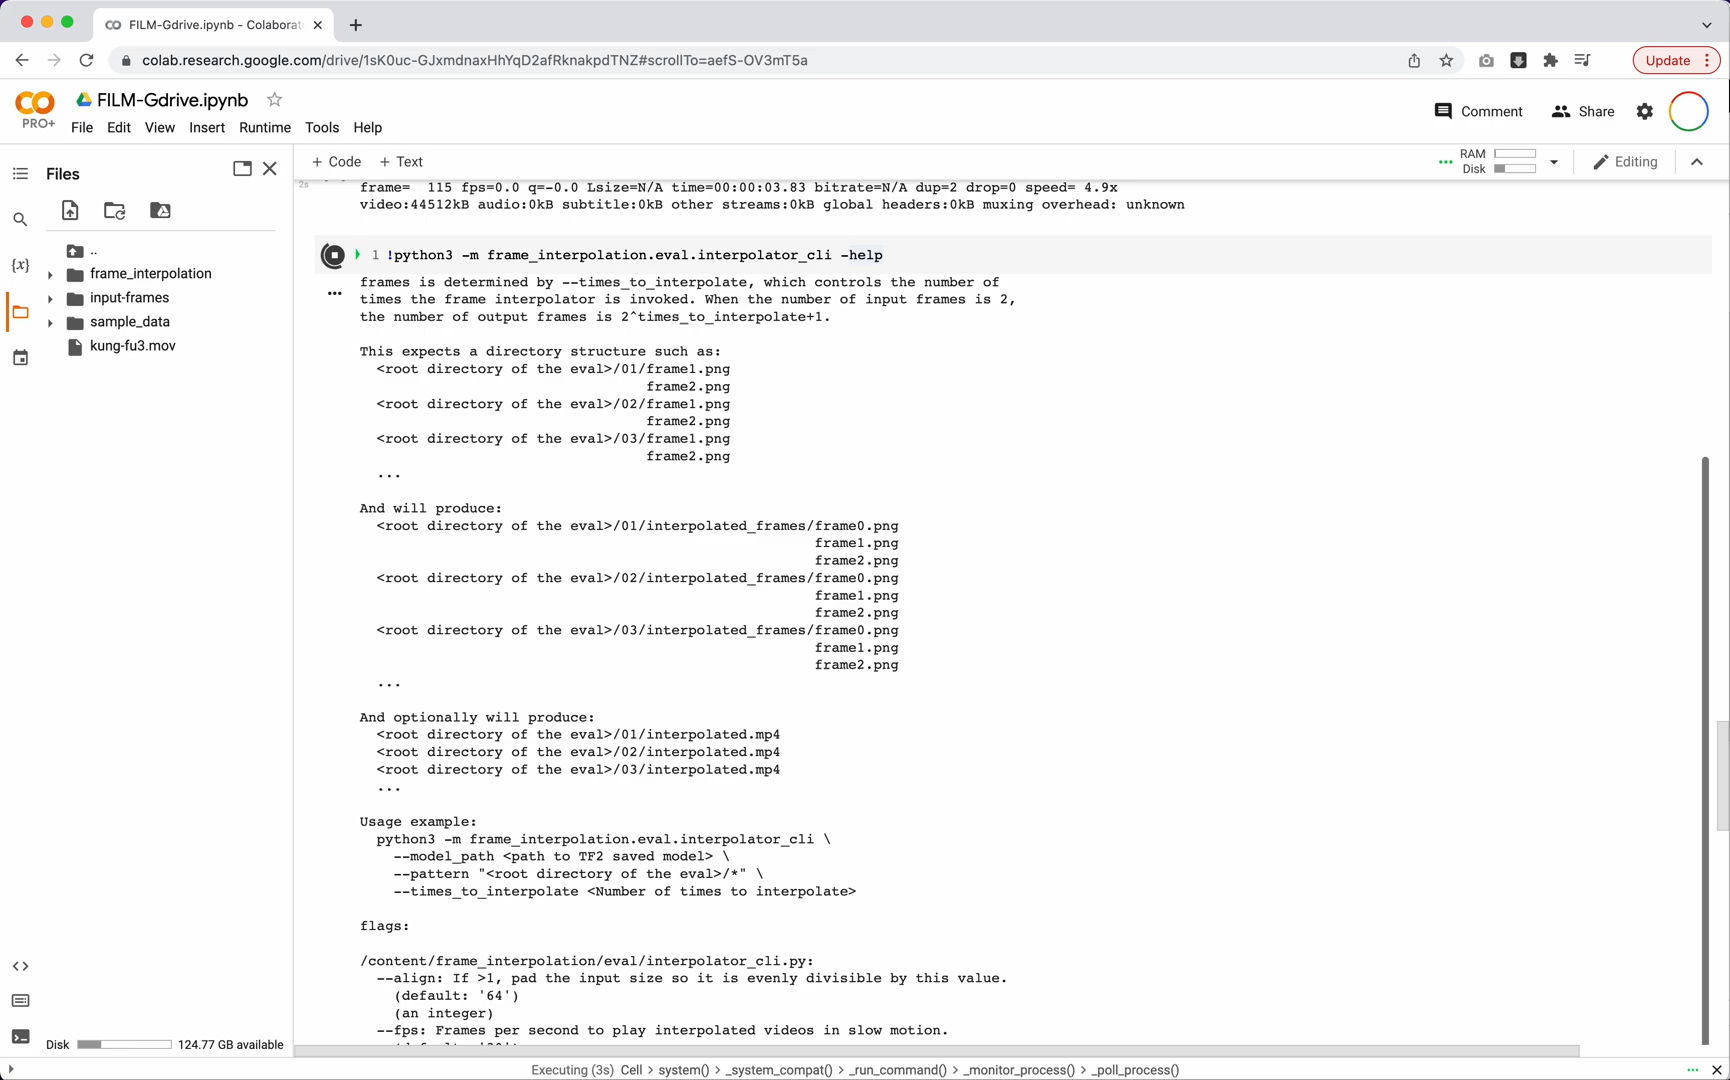 FILM-Gdrive.ipynb - Colaborat
colab.research.google.com/drive/1sK0uc-GJxmdnaxHhYqD2afRknakpdTNZ#scrollTo=aefS-OV3mT5a
Update
PRO+
FILM-Gdrive.ipynb
File Edit View Insert Runtime Tools Help
Comment
Share
Files
..
frame_interpolation
input-frames
sample_data
kung-fu3.mov
{x}
Disk 124.77 GB available
+ Code + Text
RAM
Disk
Editing
2s
frame= 115 fps=0.0 q=-0.0 Lsize=N/A time=00:00:03.83 bitrate=N/A dup=2 drop=0 speed= 4.9x
video:44512kB audio:0kB subtitle:0kB other streams:0kB global headers:0kB muxing overhead: unknown
1 !python3 -m frame_interpolation.eval.interpolator_cli -help
frames is determined by --times_to_interpolate, which controls the number of
times the frame interpolator is invoked. When the number of input frames is 2,
the number of output frames is 2^times_to_interpolate+1.
This expects a directory structure such as:
<root directory of the eval>/01/frame1.png
frame2.png
<root directory of the eval>/02/frame1.png
frame2.png
<root directory of the eval>/03/frame1.png
frame2.png
...
And will produce:
<root directory of the eval>/01/interpolated_frames/frame0.png
frame1.png
frame2.png
<root directory of the eval>/02/interpolated_frames/frame0.png
frame1.png
frame2.png
<root directory of the eval>/03/interpolated_frames/frame0.png
frame1.png
frame2.png
...
And optionally will produce:
<root directory of the eval>/01/interpolated.mp4
<root directory of the eval>/02/interpolated.mp4
<root directory of the eval>/03/interpolated.mp4
...
Usage example:
python3 -m frame_interpolation.eval.interpolator_cli \
--model_path <path to TF2 saved model> \
--pattern "<root directory of the eval>/*" \
--times_to_interpolate <Number of times to interpolate>
flags:
/content/frame_interpolation/eval/interpolator_cli.py:
--align: If >1, pad the input size so it is evenly divisible by this value.
(default: '64')
(an integer)
--fps: Frames per second to play interpolated videos in slow motion.
Executing (3s) Cell > system() > _system_compat() > _run_command() > _monitor_process() > _poll_process()